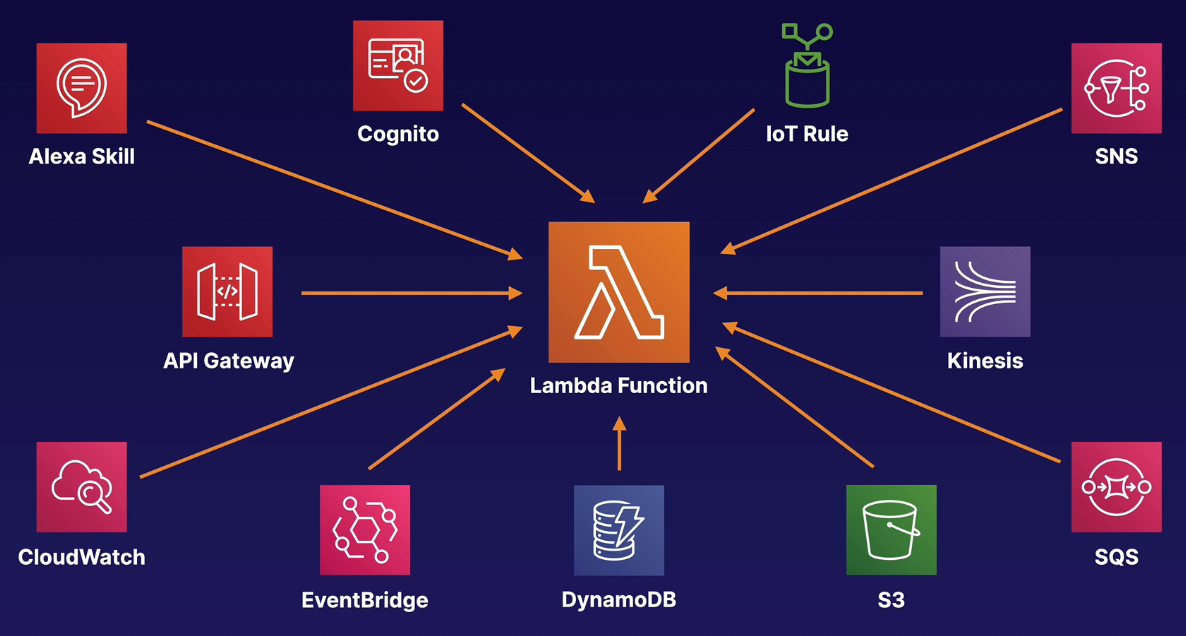 Cognito
IoT Rule
Alexa Skill
SNS
API Gateway
Lambda Function
Kinesis
CloudWatch
EventBridge
DynamoDB
S3
SQS